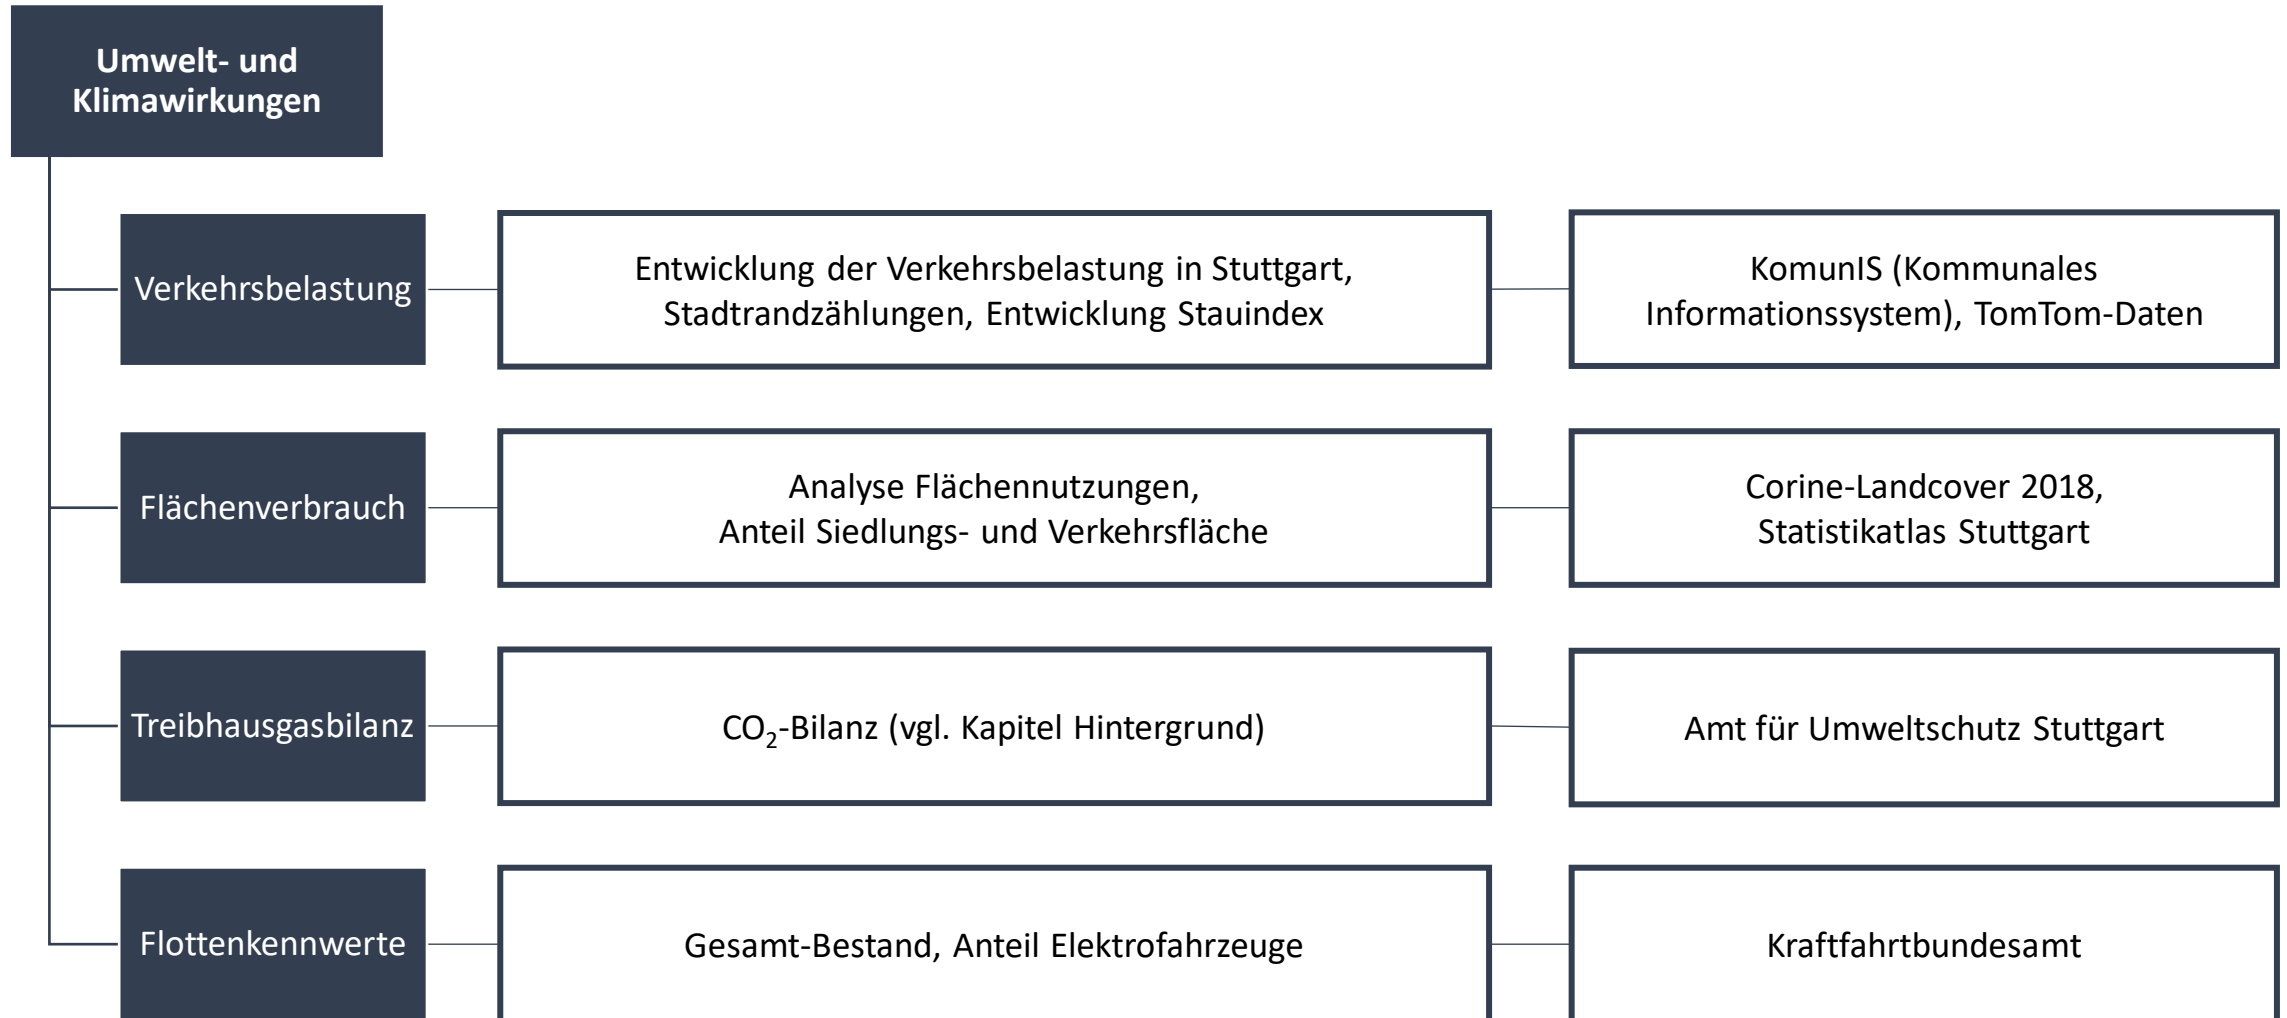 Umwelt- und
Klimawirkungen
Verkehrsbelastung
Entwicklung der Verkehrsbelastung in Stuttgart,
Stadtrandzählungen, Entwicklung Stauindex
KomunIS (Kommunales
Informationssystem), TomTom-Daten
Flächenverbrauch
Analyse Flächennutzungen,
Anteil Siedlungs- und Verkehrsfläche
Corine-Landcover 2018,
Statistikatlas Stuttgart
Treibhausgasbilanz
CO₂-Bilanz (vgl. Kapitel Hintergrund)
Amt für Umweltschutz Stuttgart
Flottenkennwerte
Gesamt-Bestand, Anteil Elektrofahrzeuge
Kraftfahrtbundesamt